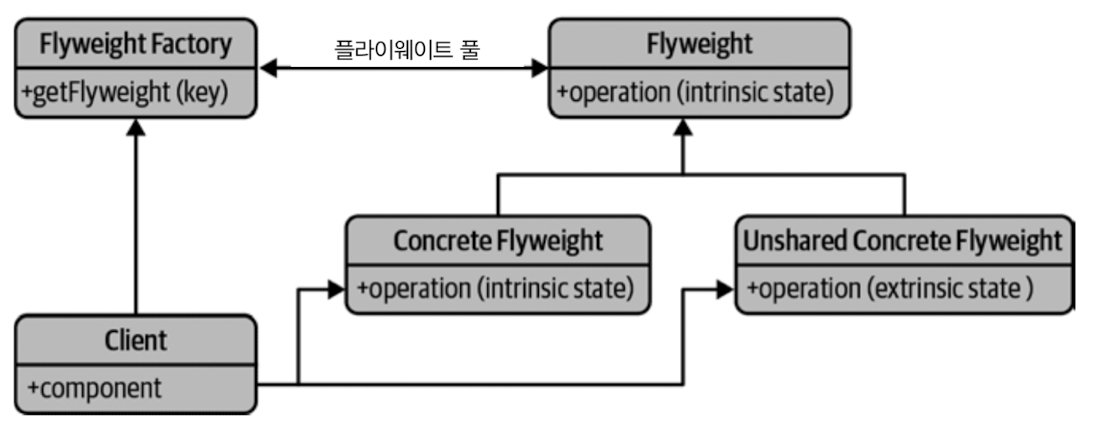 Flyweight Factory
+getFlyweight (key)
플라이웨이트 풀
Flyweight
+operation (intrinsic state)
Concrete Flyweight
+operation (intrinsic state)
Unshared Concrete Flyweight
+operation (extrinsic state )
Client
+component